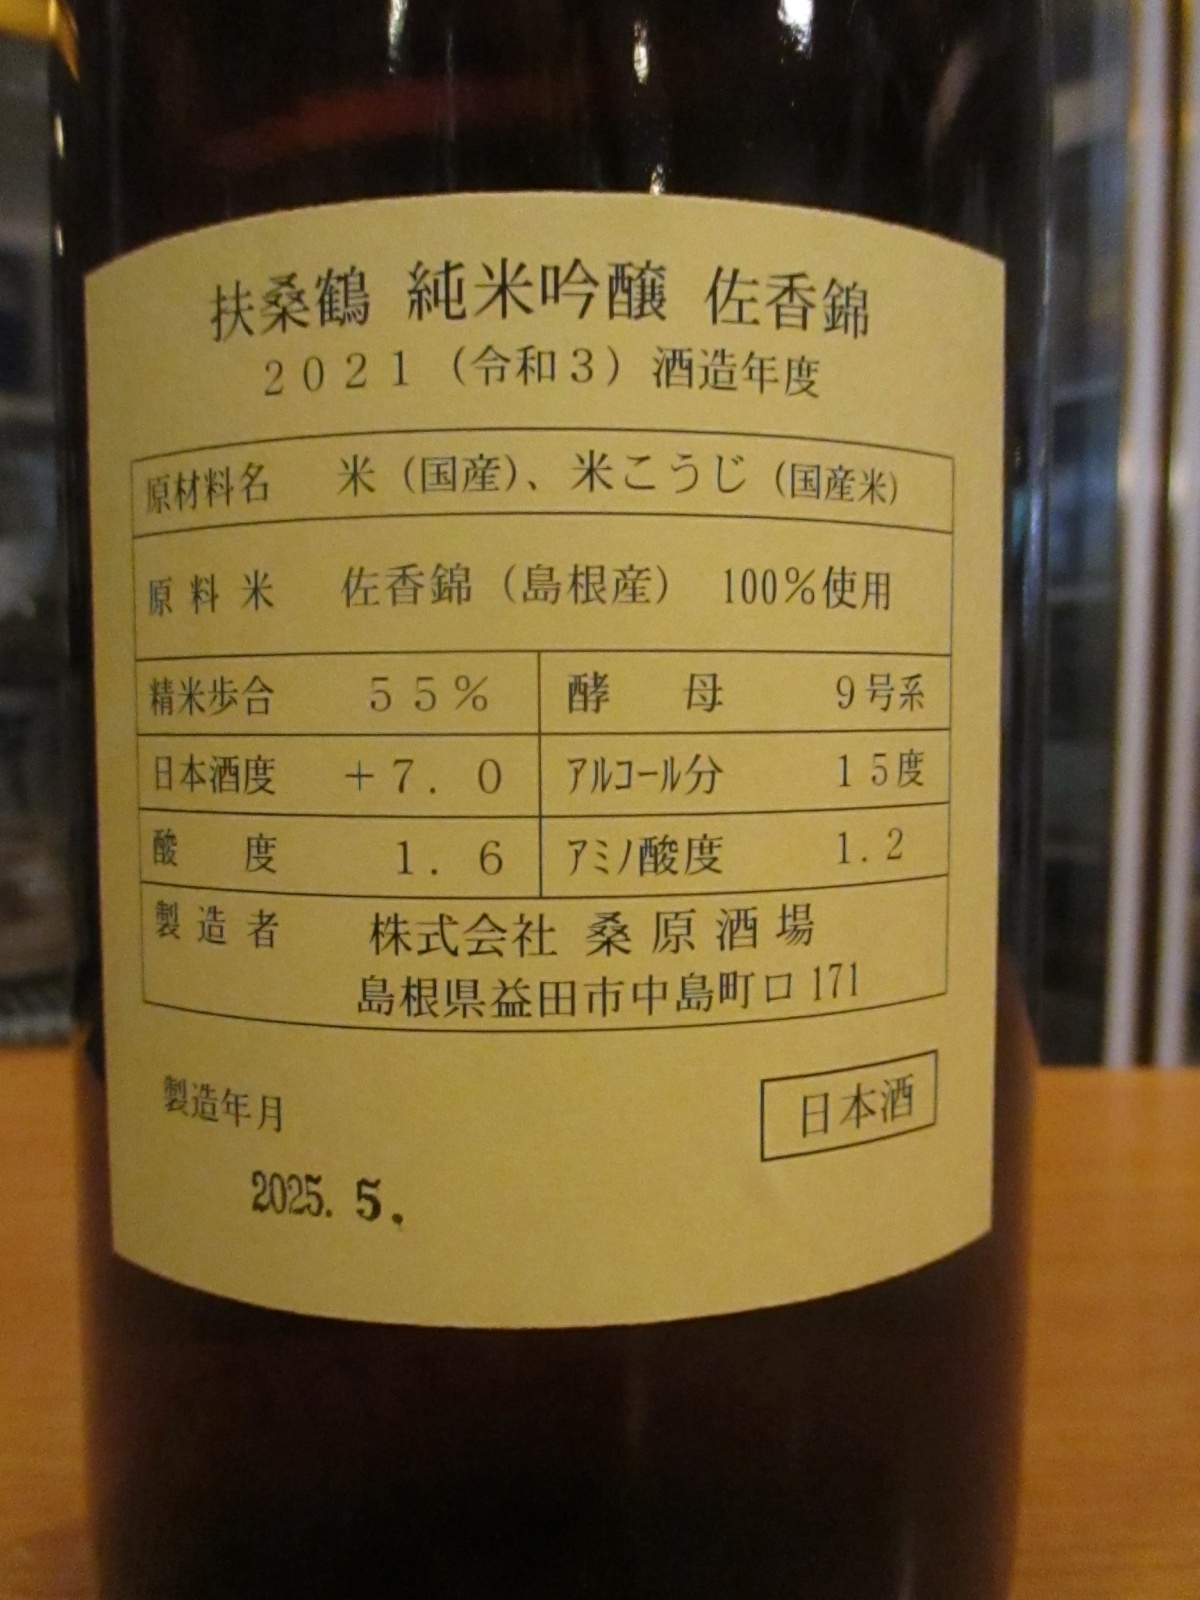 扶桑鶴 純米吟醸 佐香錦
2021（令和3）酒造年度
原材料名 米（国産）、米こうじ（国産米）
原料米 佐香錦（島根産） 100%使用
精米歩合 55% 酵母 9号系
日本酒度 +7.0 アルコール分 15度
酸度 1.6 アミノ酸度 1.2
製造者 株式会社 桑原酒場
島根県益田市中島町ロ171
製造年月
日本酒
2025.5.